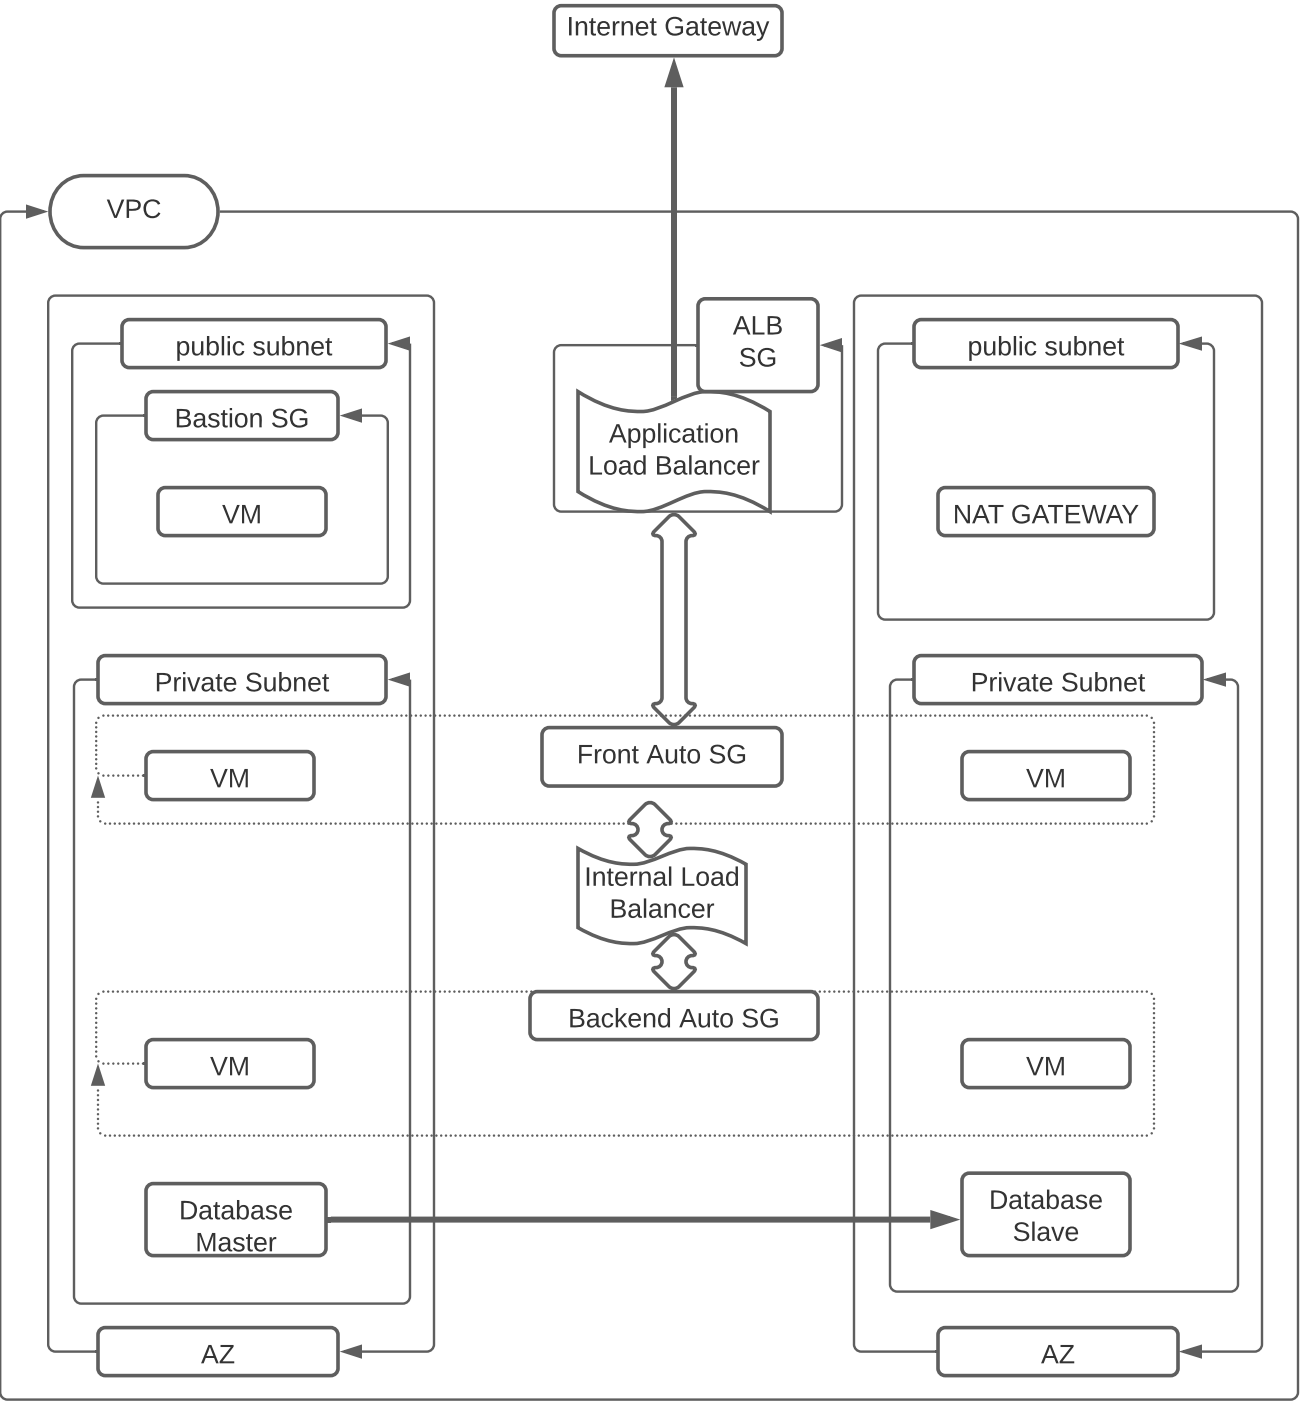 Internet Gateway
VPC
ALB
SG
public subnet
public subnet
Bastion SG
Application
Load Balancer
VM
NAT GATEWAY
Private Subnet
Private Subnet
Front Auto SG
VM
VM
Internal Load
Balancer
Backend Auto SG
VM
VM
Database
Master
Database
Slave
AZ
AZ